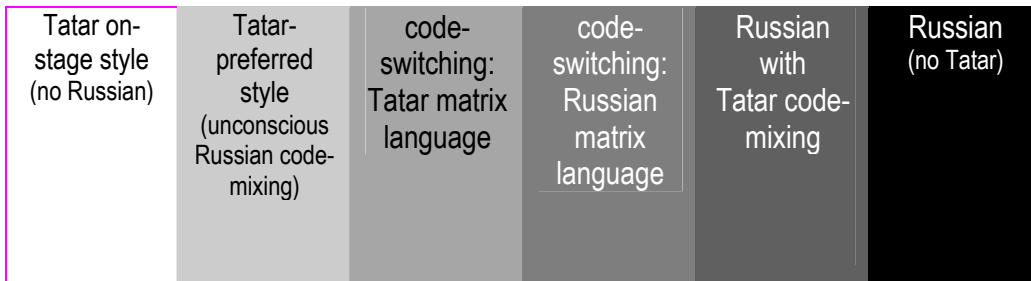 Tatar on-
stage style
(no Russian)
Tatar-
preferred
style
(unconscious
Russian code-
mixing)
code-
switching:
Tatar matrix
language
code-
switching:
Russian
matrix
language
Russian
with
Tatar code-
mixing
Russian
(no Tatar)